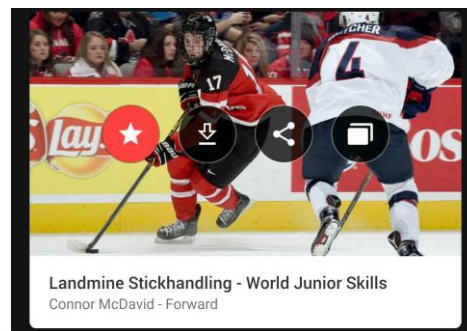 17
4
Lay's
OS
Landmine Stickhandling - World Junior Skills
Connor McDavid - Forward